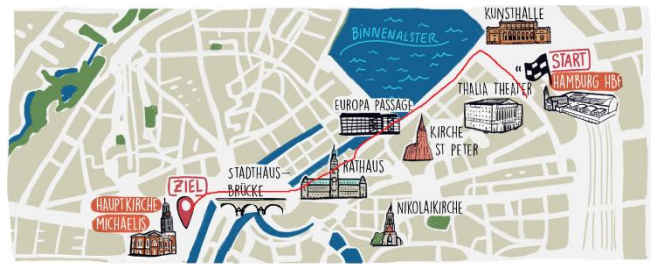 KUNSTHALLE
BINNENALSTER
START
HAMBURG HBF
THALIA THEATER
EUROPA PASSAGE
KIRCHE
ST PETER
RATHAUS
STADTHAUS-
BRÜCKE
ZIEL
HAUPTKIRCHE
MICHAELIS
NIKOLAIKIRCHE